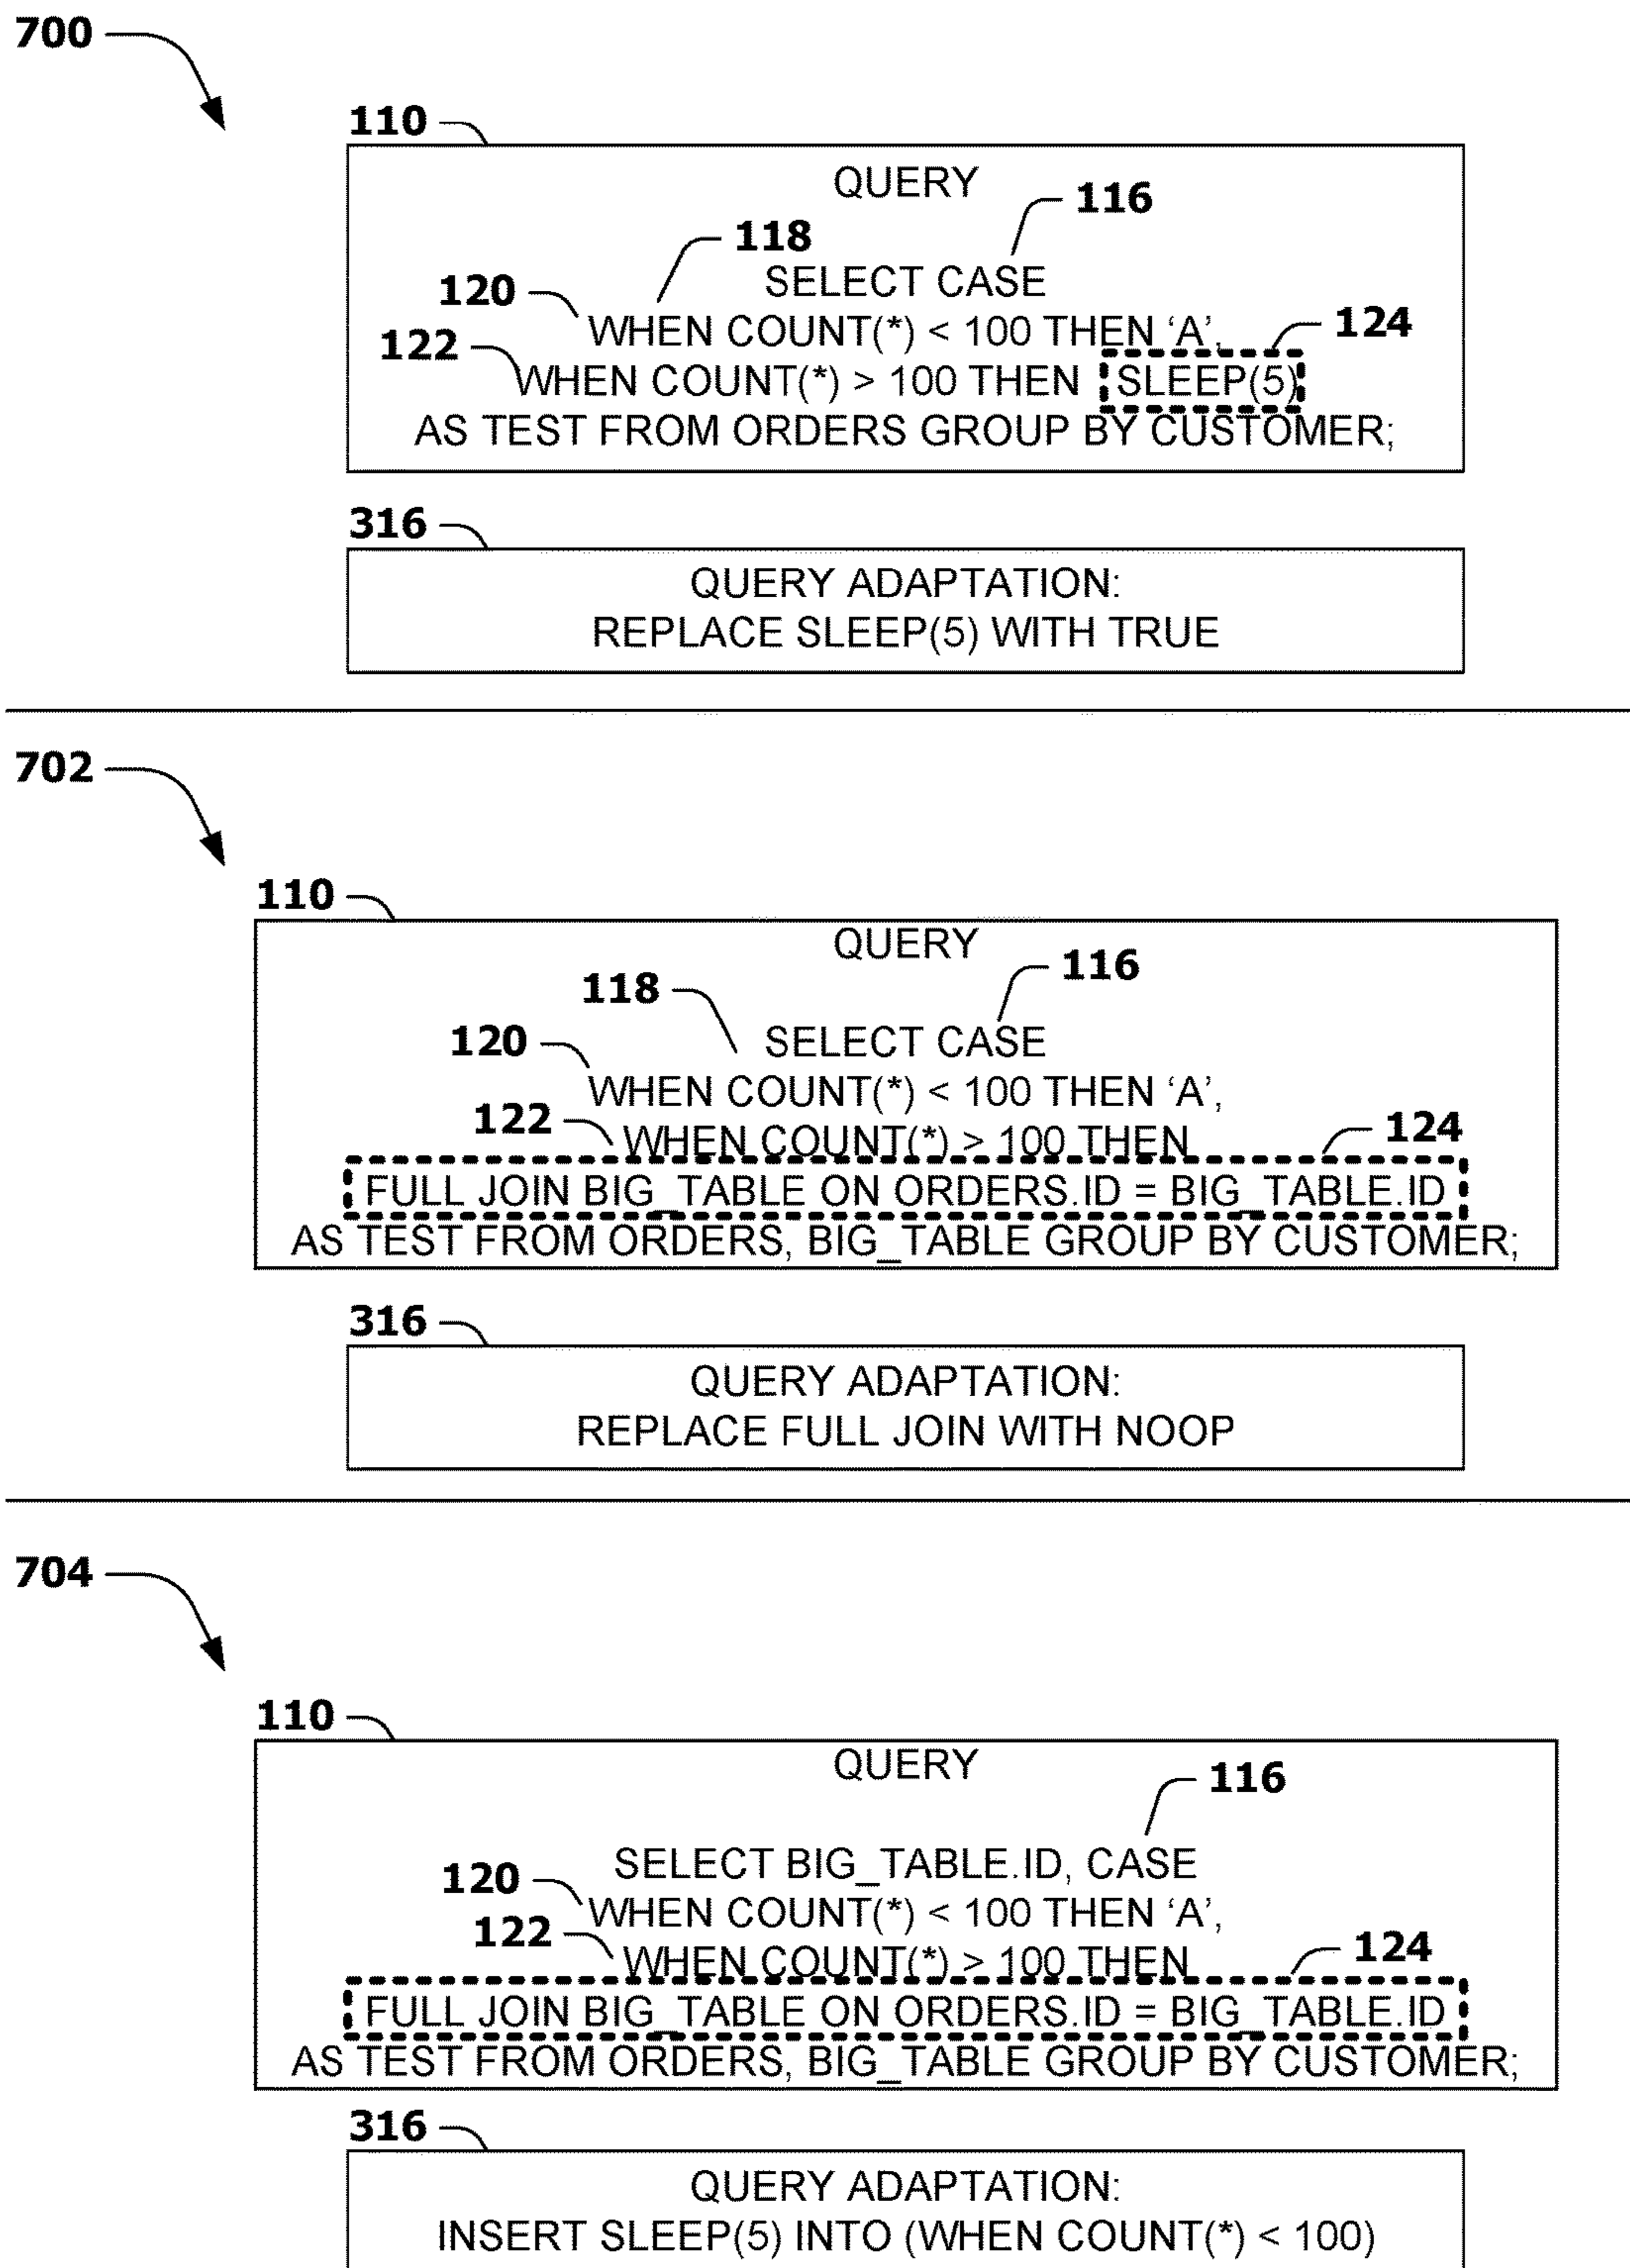 700
110
QUERY
116
118
SELECT CASE
120
WHEN COUNT(*) < 100 THEN ‘A’,
124
122
WHEN COUNT(*) > 100 THEN SLEEP(5)
AS TEST FROM ORDERS GROUP BY CUSTOMER;
316
QUERY ADAPTATION:
REPLACE SLEEP(5) WITH TRUE
702
110
QUERY
116
118
SELECT CASE
120
WHEN COUNT(*) < 100 THEN ‘A’,
122
WHEN COUNT(*) > 100 THEN
124
FULL JOIN BIG_TABLE ON ORDERS.ID = BIG_TABLE.ID
AS TEST FROM ORDERS, BIG_TABLE GROUP BY CUSTOMER;
316
QUERY ADAPTATION:
REPLACE FULL JOIN WITH NOOP
704
110
QUERY
116
SELECT BIG_TABLE.ID, CASE
120
WHEN COUNT(*) < 100 THEN ‘A’,
122
WHEN COUNT(*) > 100 THEN
124
FULL JOIN BIG_TABLE ON ORDERS.ID = BIG_TABLE.ID
AS TEST FROM ORDERS, BIG_TABLE GROUP BY CUSTOMER;
316
QUERY ADAPTATION:
INSERT SLEEP(5) INTO (WHEN COUNT(*) < 100)